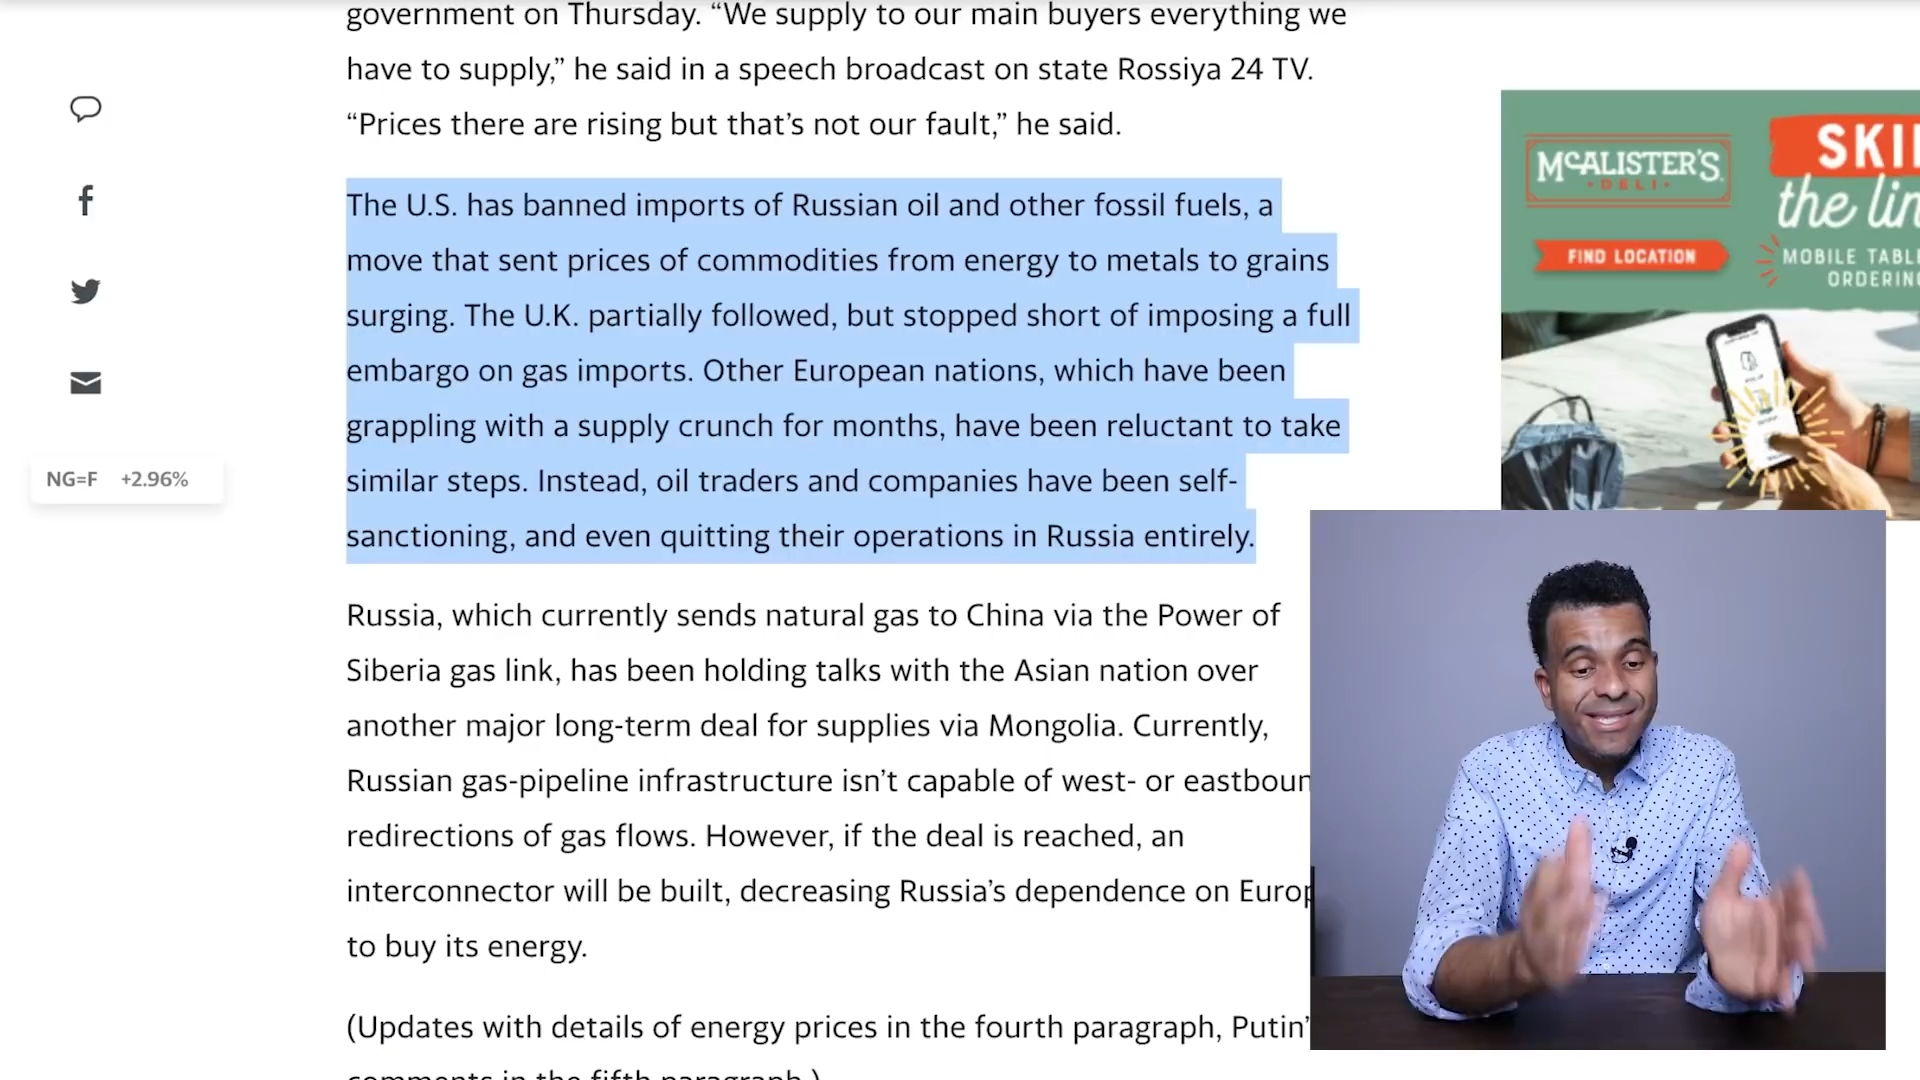 government on Thursday. “We supply to our main buyers everything we
have to supply,” he said in a speech broadcast on state Rossiya 24 TV.
“Prices there are rising but that’s not our fault,” he said.
The U.S. has banned imports of Russian oil and other fossil fuels, a
move that sent prices of commodities from energy to metals to grains
surging. The U.K. partially followed, but stopped short of imposing a full
embargo on gas imports. Other European nations, which have been
grappling with a supply crunch for months, have been reluctant to take
similar steps. Instead, oil traders and companies have been self-
sanctioning, and even quitting their operations in Russia entirely.
Russia, which currently sends natural gas to China via the Power of
Siberia gas link, has been holding talks with the Asian nation over
another major long-term deal for supplies via Mongolia. Currently,
Russian gas-pipeline infrastructure isn’t capable of west- or eastboun
redirections of gas flows. However, if the deal is reached, an
interconnector will be built, decreasing Russia’s dependence on Europ
to buy its energy.
(Updates with details of energy prices in the fourth paragraph, Putin’
comments in the fifth paragraph.)
NG=F +2.96%
MCALISTER'S
DELI
FIND LOCATION
SKI
the lin
MOBILE TABL
ORDERIN